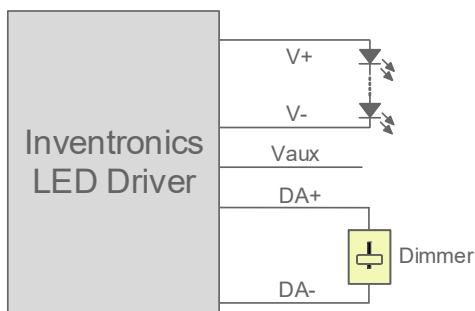 Inventronics
LED Driver
V+
V-
Vaux
DA+
Dimmer
DA-